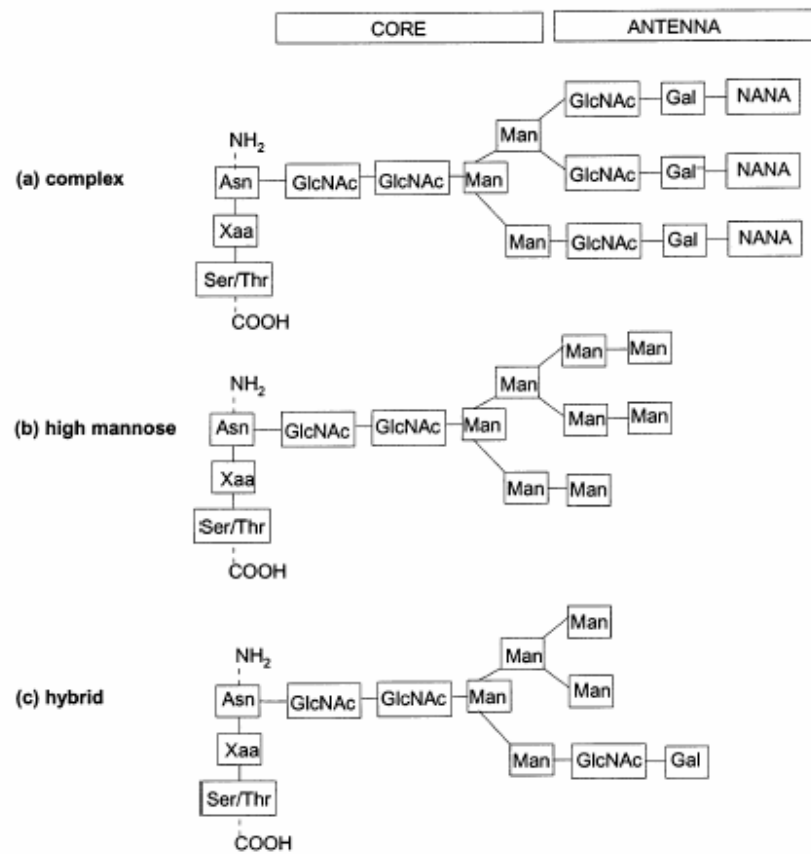 CORE ANTENNA
GlcNAc Gal NANA
NH2 Man
(a) complex Asn GlcNAc GlcNAc Man GlcNAc Gal NANA
Xaa Man GlcNAc Gal NANA
Ser/Thr
COOH
Man Man
NH2 Man
(b) high mannose Asn GlcNAc GlcNAc Man Man Man
Xaa Man Man
Ser/Thr
COOH
Man
NH2 Man
(c) hybrid Asn GlcNAc GlcNAc Man Man
Xaa Man GlcNAc Gal
Ser/Thr
COOH